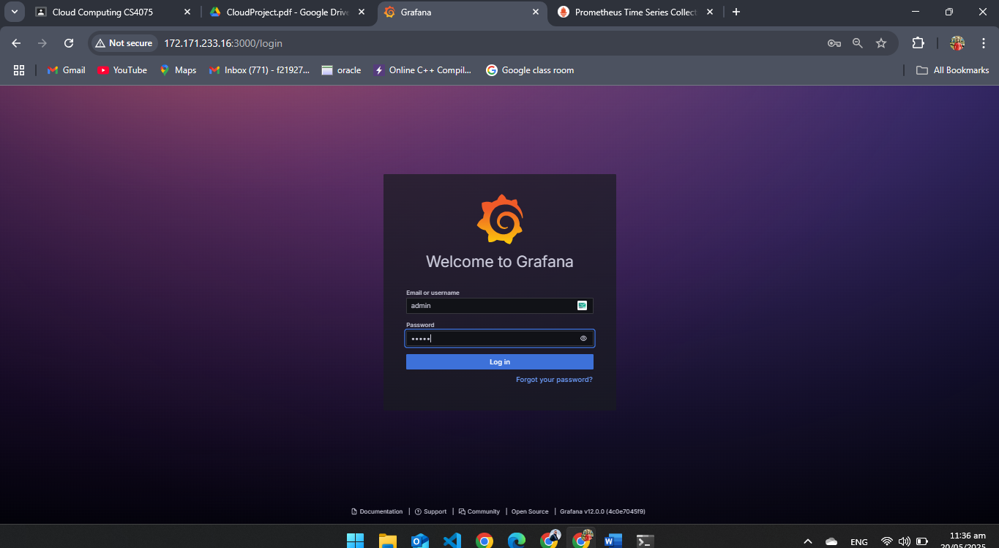 Cloud Computing CS4075
CloudProject.pdf - Google Drive
Grafana
Prometheus Time Series Collect
Not secure
172.171.233.16:3000/login
Gmail
YouTube
Maps
Inbox (771) - f21927...
oracle
Online C++ Compil...
Google class room
All Bookmarks
Welcome to Grafana
Email or username
admin
Password
•••••
Log in
Forgot your password?
Documentation | Support | Community | Open Source | Grafana v12.0.0 (4c0e7045f9)
ENG
11:36 am
20/05/2025